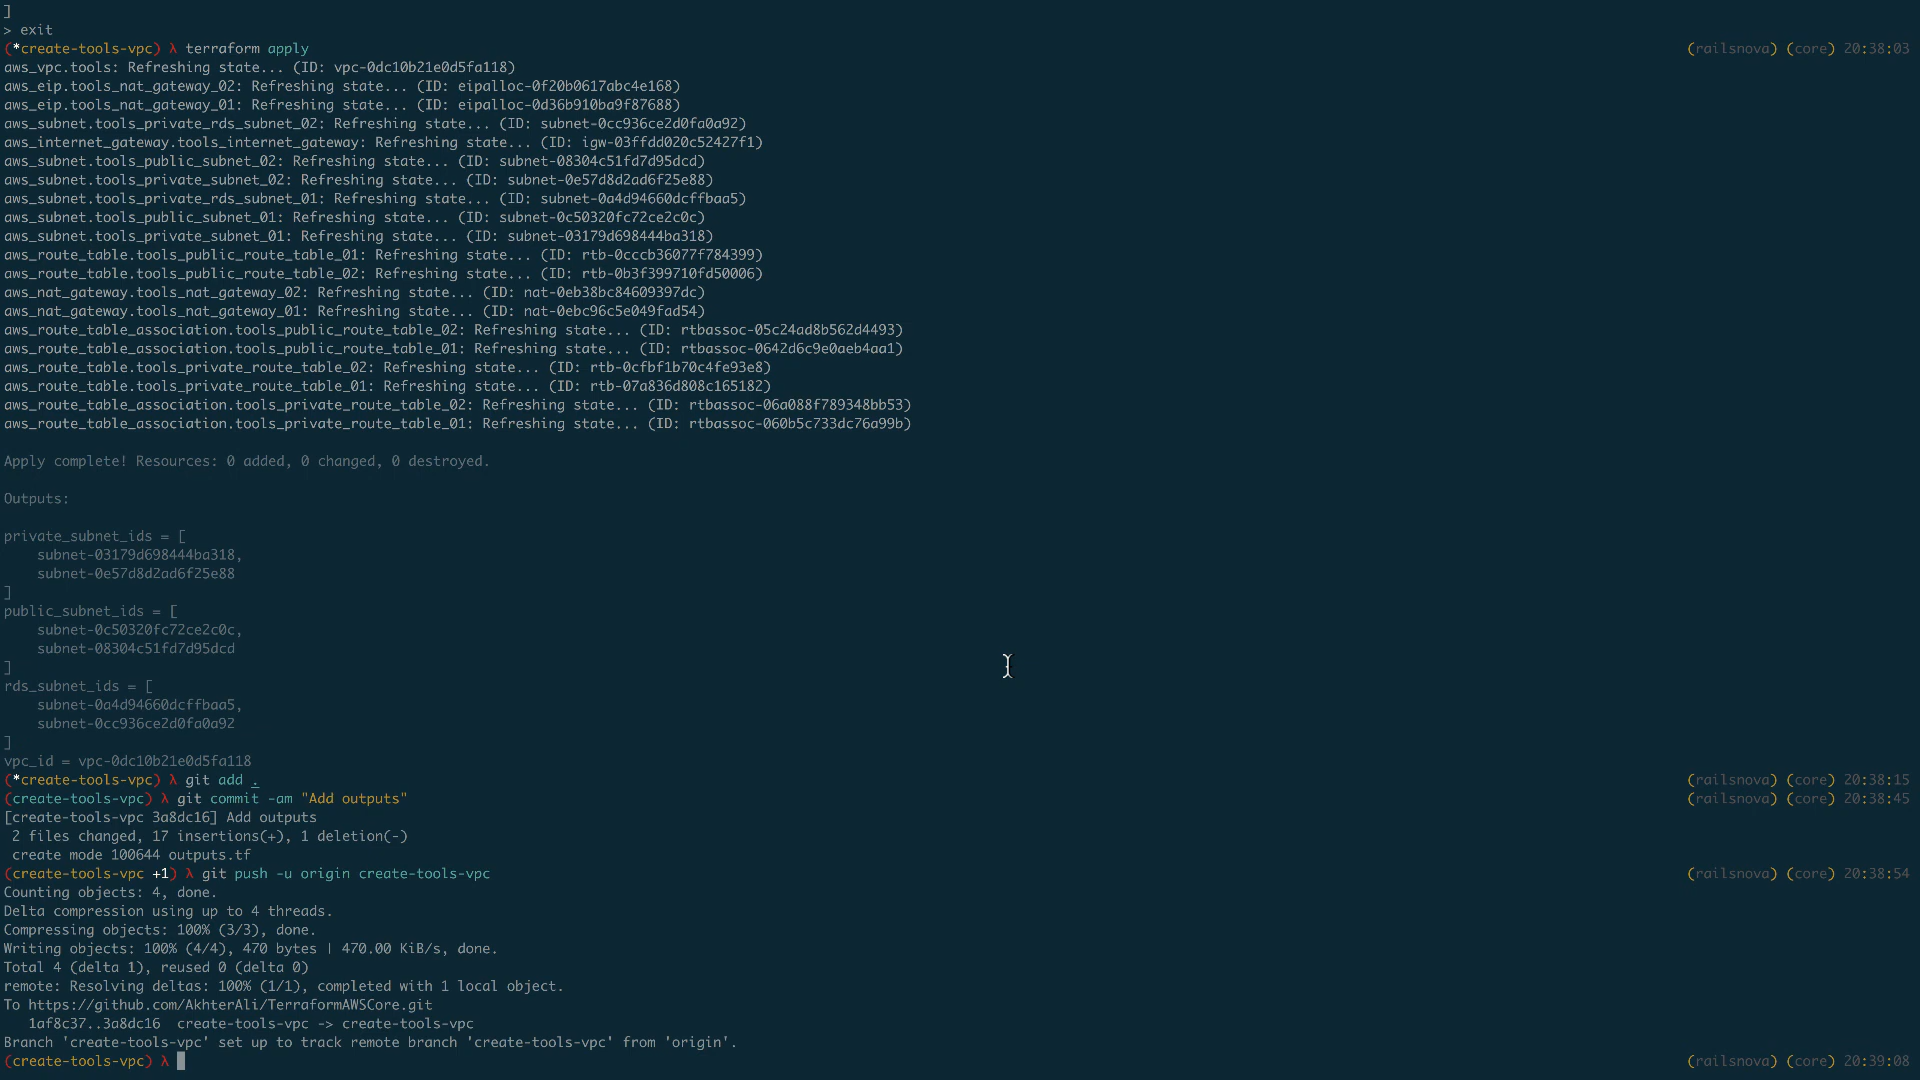 ]
> exit
(*create-tools-vpc) λ terraform apply (railsnova) (core) 20:38:03
aws_vpc.tools: Refreshing state... (ID: vpc-0dc10b21e0d5fa118)
aws_eip.tools_nat_gateway_02: Refreshing state... (ID: eipalloc-0f20b0617abc4e168)
aws_eip.tools_nat_gateway_01: Refreshing state... (ID: eipalloc-0d36b910ba9f87688)
aws_subnet.tools_private_rds_subnet_02: Refreshing state... (ID: subnet-0cc936ce2d0fa0a92)
aws_internet_gateway.tools_internet_gateway: Refreshing state... (ID: igw-03ffdd020c52427f1)
aws_subnet.tools_public_subnet_02: Refreshing state... (ID: subnet-08304c51fd7d95dcd)
aws_subnet.tools_private_subnet_02: Refreshing state... (ID: subnet-0e57d8d2ad6f25e88)
aws_subnet.tools_private_rds_subnet_01: Refreshing state... (ID: subnet-0a4d94660dcffbaa5)
aws_subnet.tools_public_subnet_01: Refreshing state... (ID: subnet-0c50320fc72ce2c0c)
aws_subnet.tools_private_subnet_01: Refreshing state... (ID: subnet-03179d698444ba318)
aws_route_table.tools_public_route_table_01: Refreshing state... (ID: rtb-0cccb36077f784399)
aws_route_table.tools_public_route_table_02: Refreshing state... (ID: rtb-0b3f399710fd50006)
aws_nat_gateway.tools_nat_gateway_02: Refreshing state... (ID: nat-0eb38bc84609397dc)
aws_nat_gateway.tools_nat_gateway_01: Refreshing state... (ID: nat-0ebc96c5e049fad54)
aws_route_table_association.tools_public_route_table_02: Refreshing state... (ID: rtbassoc-05c24ad8b562d4493)
aws_route_table_association.tools_public_route_table_01: Refreshing state... (ID: rtbassoc-0642d6c9e0aeb4aa1)
aws_route_table.tools_private_route_table_02: Refreshing state... (ID: rtb-0cfbf1b70c4fe93e8)
aws_route_table.tools_private_route_table_01: Refreshing state... (ID: rtb-07a836d808c165182)
aws_route_table_association.tools_private_route_table_02: Refreshing state... (ID: rtbassoc-06a088f789348bb53)
aws_route_table_association.tools_private_route_table_01: Refreshing state... (ID: rtbassoc-060b5c733dc76a99b)
Apply complete! Resources: 0 added, 0 changed, 0 destroyed.
Outputs:
private_subnet_ids = [
subnet-03179d698444ba318,
subnet-0e57d8d2ad6f25e88
]
public_subnet_ids = [
subnet-0c50320fc72ce2c0c,
subnet-08304c51fd7d95dcd
]
rds_subnet_ids = [
subnet-0a4d94660dcffbaa5,
subnet-0cc936ce2d0fa0a92
]
vpc_id = vpc-0dc10b21e0d5fa118
(*create-tools-vpc) λ git add . (railsnova) (core) 20:38:15
(create-tools-vpc) λ git commit -am "Add outputs" (railsnova) (core) 20:38:45
[create-tools-vpc 3a8dc16] Add outputs
2 files changed, 17 insertions(+), 1 deletion(-)
create mode 100644 outputs.tf
(create-tools-vpc +1) λ git push -u origin create-tools-vpc (railsnova) (core) 20:38:54
Counting objects: 4, done.
Delta compression using up to 4 threads.
Compressing objects: 100% (3/3), done.
Writing objects: 100% (4/4), 470 bytes | 470.00 KiB/s, done.
Total 4 (delta 1), reused 0 (delta 0)
remote: Resolving deltas: 100% (1/1), completed with 1 local object.
To https://github.com/AkhterAli/TerraformAWSCore.git
1af8c37..3a8dc16 create-tools-vpc -> create-tools-vpc
Branch 'create-tools-vpc' set up to track remote branch 'create-tools-vpc' from 'origin'.
(create-tools-vpc) λ (railsnova) (core) 20:39:08